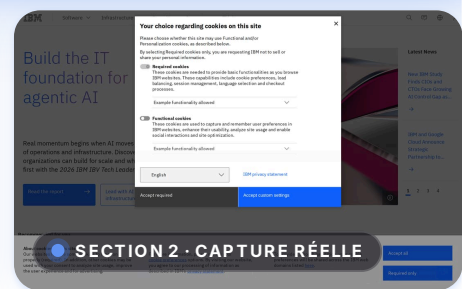 IBM
Software
Infrastructure
Build the IT
foundation for
agentic AI
Real momentum begins when AI moves
of operations and infrastructure. Discover
organizations can build for scale and wh
first with the 2026 IBM IBV Tech Leader
Read the report
Your choice regarding cookies on this site
Please choose whether this site may use Functional and/or
Personalization cookies, as described below.
By selecting Required cookies only, you are requesting IBM not to sell or
share your personal information.
Required cookies
These cookies are needed to provide basic functionalities as you browse
IBM websites. These capabilities include cookie preferences, load
balancing, session management, language selection and checkout
processes.
Example functionality allowed
Functional cookies
These cookies are used to capture and remember user preferences in
IBM websites, enhance their usability, analyze site usage and enable
social interactions and site optimization.
Example functionality allowed
English
IBM privacy statement
Accept required
Accept custom settings
Latest News
1 2 3 4
SECTION 2 · CAPTURE RÉELLE
Accept all
Required only